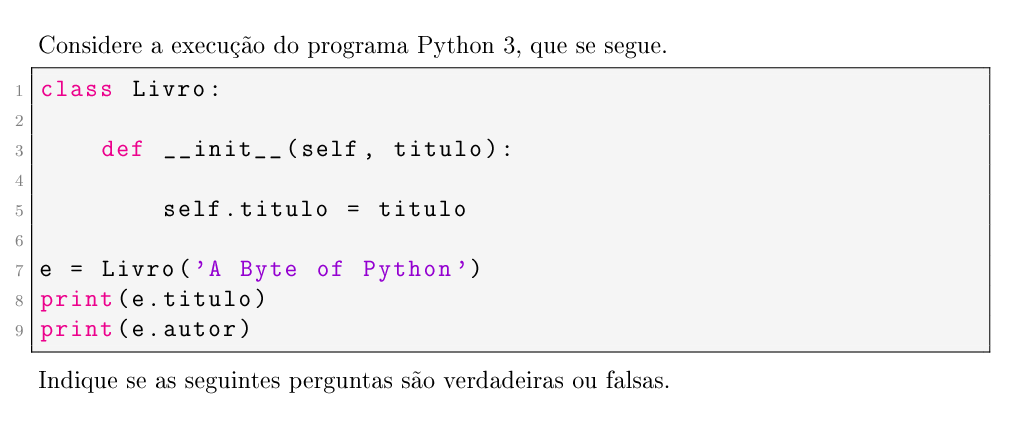 Considere a execução do programa Python 3, que se segue.
1 class Livro:
2
3     def __init__(self, titulo):
4
5         self.titulo = titulo
6
7 e = Livro('A Byte of Python')
8 print(e.titulo)
9 print(e.autor)
Indique se as seguintes perguntas são verdadeiras ou falsas.